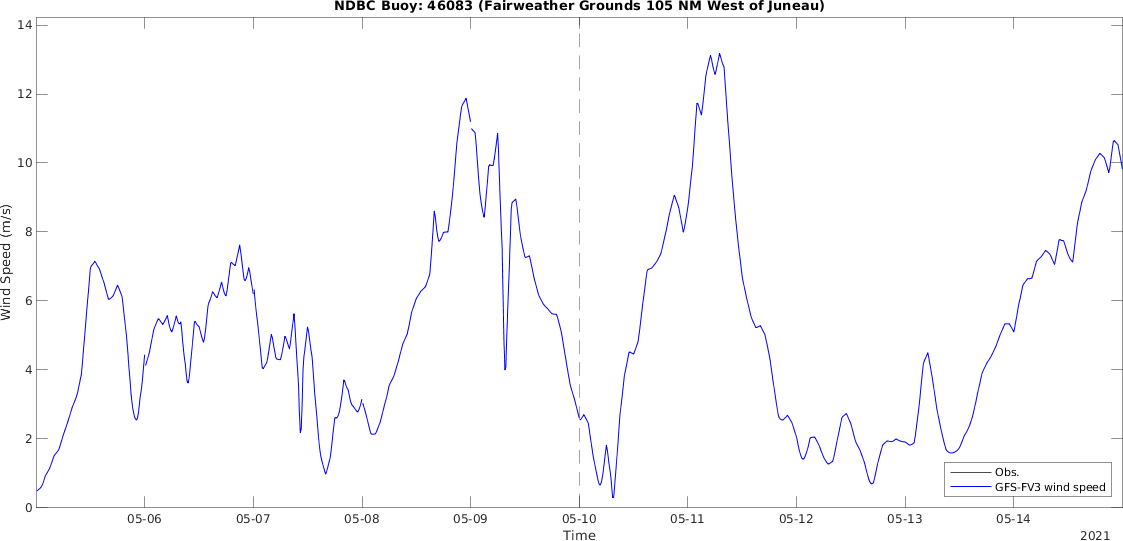 NDBC Buoy: 46083 (Fairweather Grounds 105 NM West of Juneau)
14
12
10
8
6
4
2
0
Wind Speed (m/s)
Obs.
GFS-FV3 wind speed
05-06 05-07 05-08 05-09 05-10 05-11 05-12 05-13 05-14
Time
2021